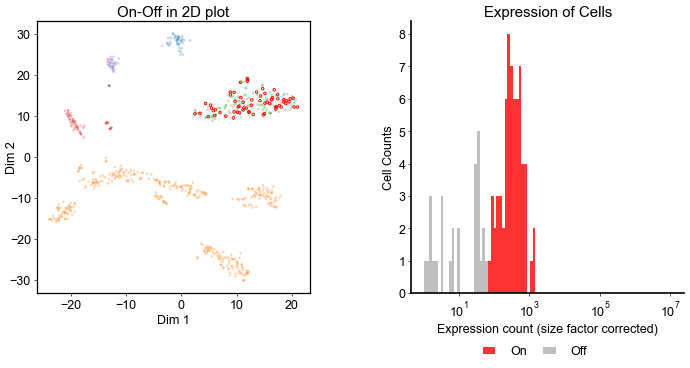 On-Off in 2D plot
Dim 2
30
20
10
0
−10
−20
−30
−20 −10 0 10 20
Dim 1
Expression of Cells
Cell Counts
8
7
6
5
4
3
2
1
0
10^1 10^3 10^5 10^7
Expression count (size factor corrected)
On Off